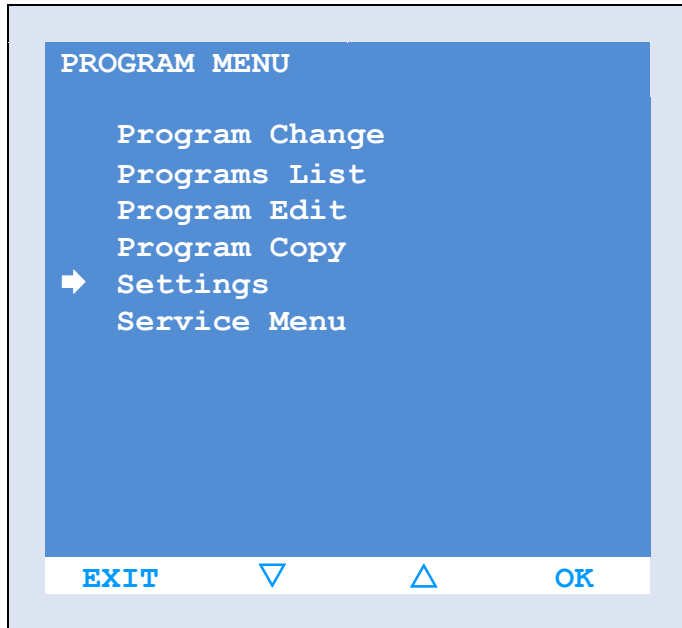 PROGRAM MENU
Program Change
Programs List
Program Edit
Program Copy
Settings
Service Menu
EXIT ▽ △ OK